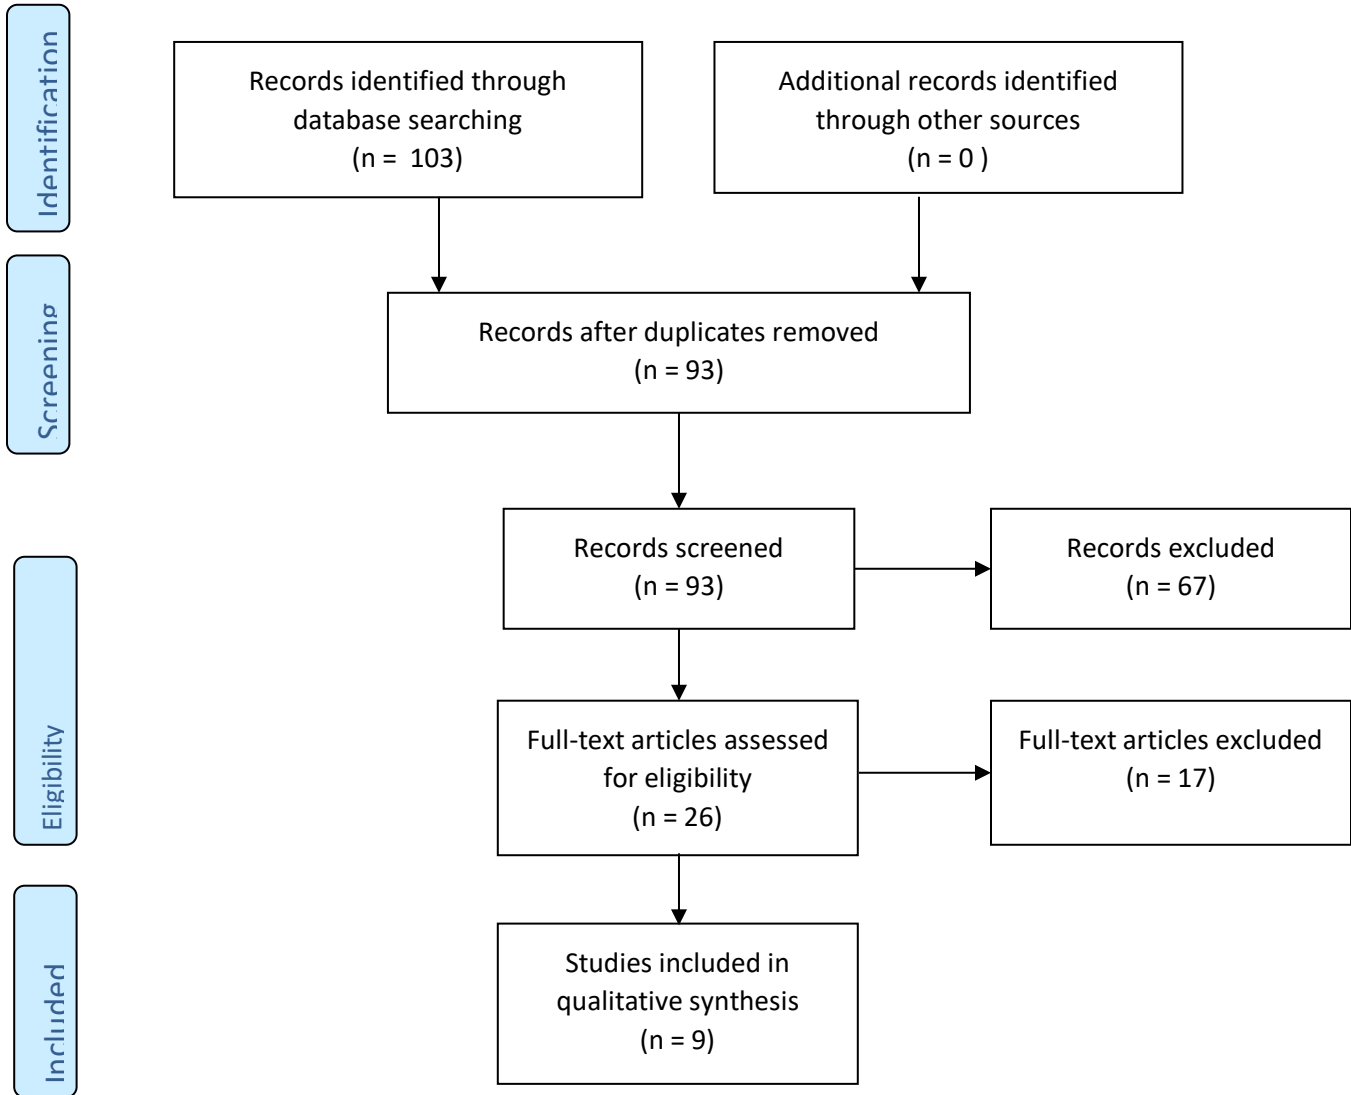 Identification
Records identified through
database searching
(n =  103)
Additional records identified
through other sources
(n = 0 )
Screening
Records after duplicates removed
(n = 93)
Records screened
(n = 93)
Records excluded
(n = 67)
Eligibility
Full-text articles assessed
for eligibility
(n = 26)
Full-text articles excluded
(n = 17)
Included
Studies included in
qualitative synthesis
(n = 9)